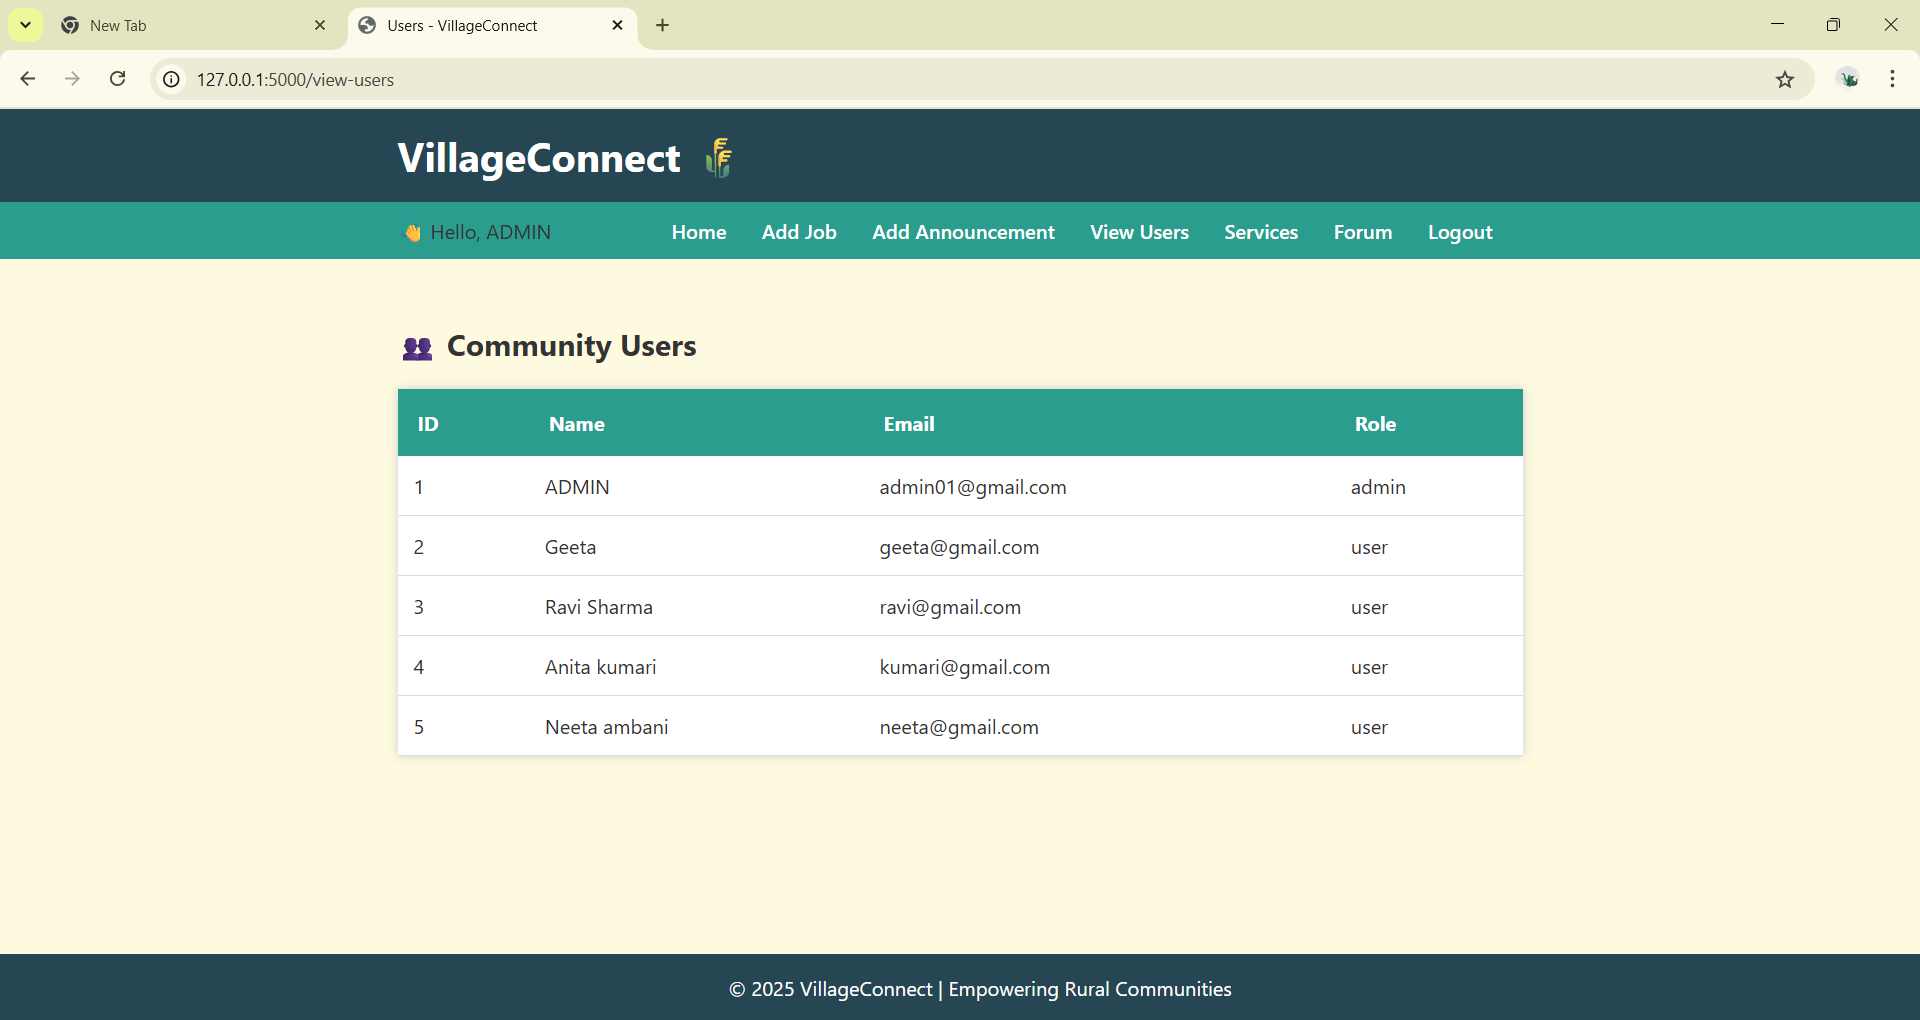 New Tab
Users - VillageConnect
127.0.0.1:5000/view-users
VillageConnect
Hello, ADMIN Home Add Job Add Announcement View Users Services Forum Logout
Community Users
ID Name Email Role
1 ADMIN admin01@gmail.com admin
2 Geeta geeta@gmail.com user
3 Ravi Sharma ravi@gmail.com user
4 Anita kumari kumari@gmail.com user
5 Neeta ambani neeta@gmail.com user
© 2025 VillageConnect | Empowering Rural Communities